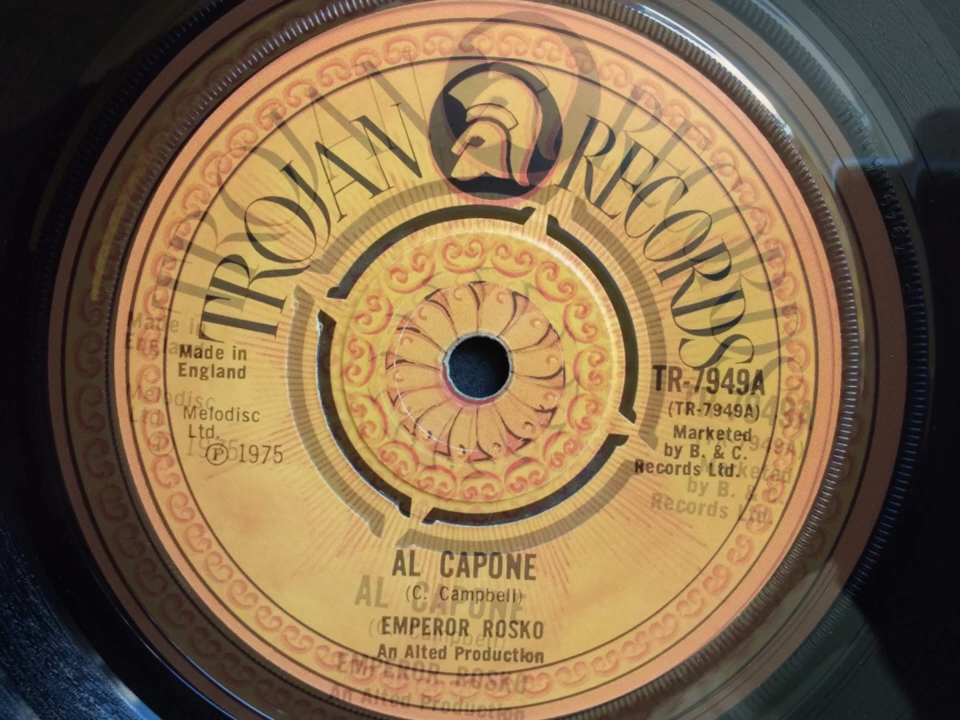 TROJAN RECORDS
Made in
England
Melodisc
Ltd.
Ⓟ 1975
TR-7949A
(TR-7949A)
Marketed
by B. & C.
Records Ltd.
AL CAPONE
(C. Campbell)
EMPEROR ROSKO
An Alted Production